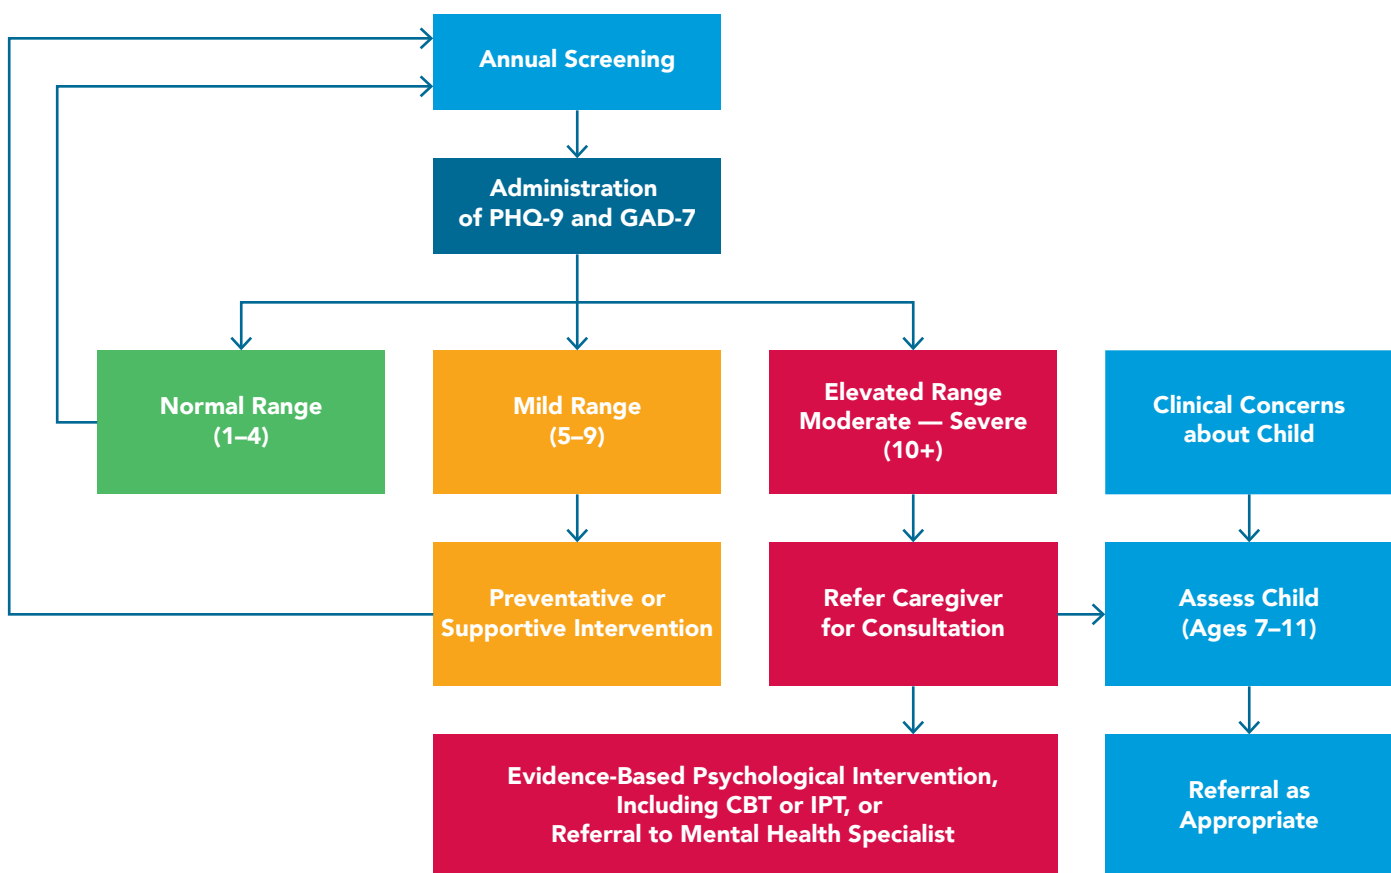 Annual Screening
Administration
of PHQ-9 and GAD-7
Normal Range
(1–4)
Mild Range
(5–9)
Elevated Range
Moderate — Severe
(10+)
Clinical Concerns
about Child
Preventative or
Supportive Intervention
Refer Caregiver
for Consultation
Assess Child
(Ages 7–11)
Evidence-Based Psychological Intervention,
Including CBT or IPT, or
Referral to Mental Health Specialist
Referral as
Appropriate